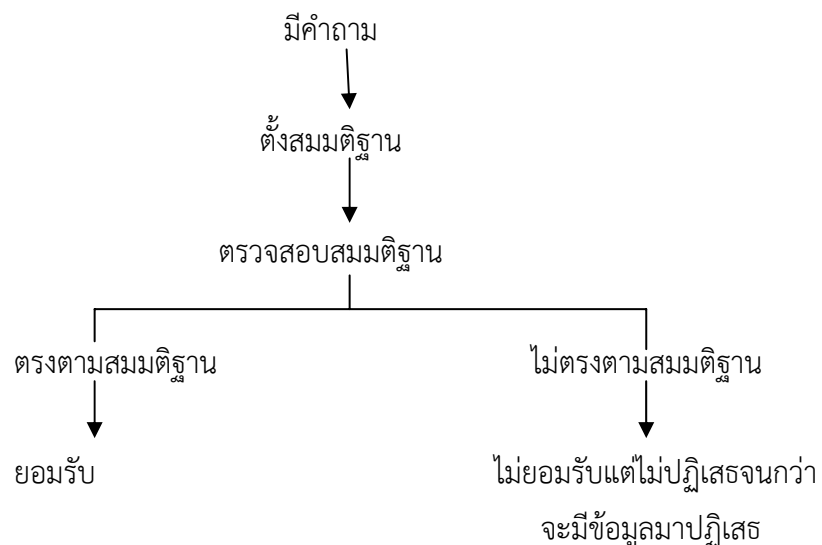 มีคำถาม
ตั้งสมมติฐาน
ตรวจสอบสมมติฐาน
ตรงตามสมมติฐาน
ไม่ตรงตามสมมติฐาน
ยอมรับ
ไม่ยอมรับแต่ไม่ปฏิเสธจนกว่า
จะมีข้อมูลมาปฏิเสธ